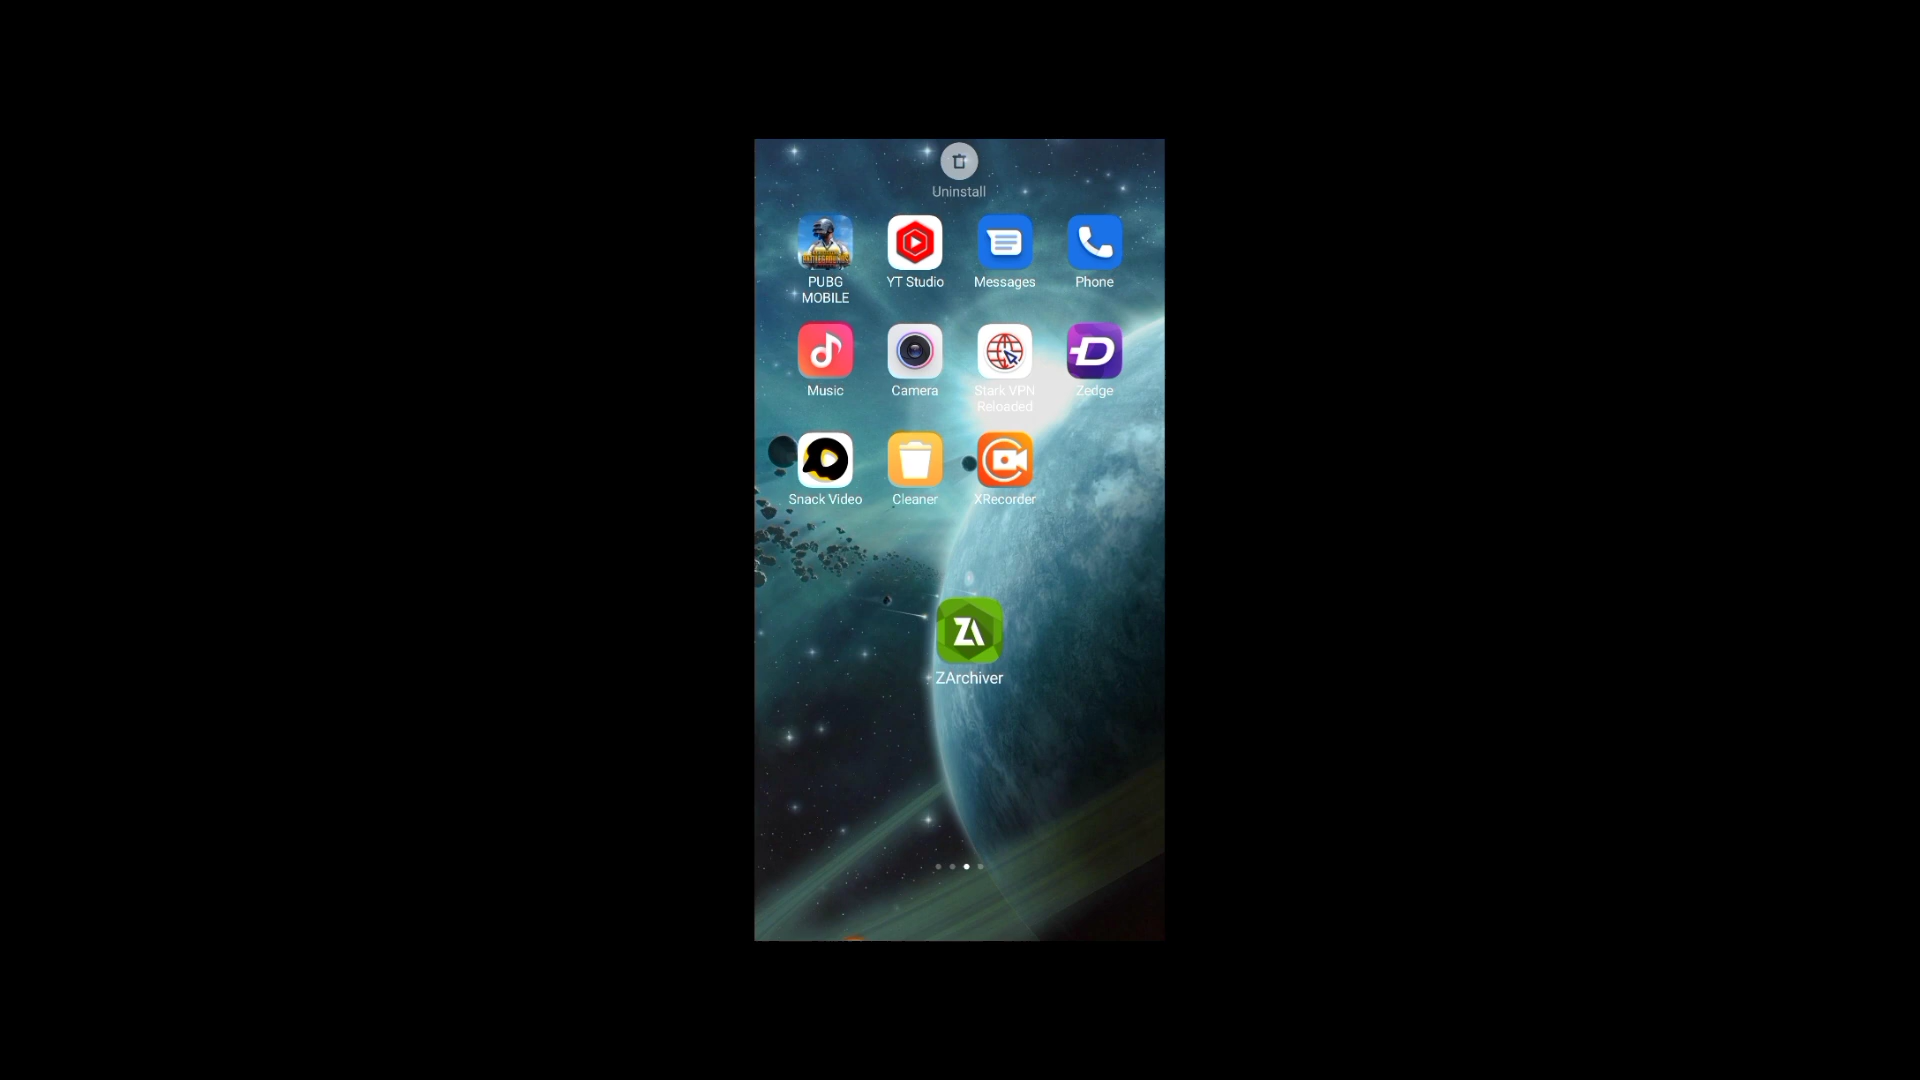 Uninstall
PUBG
MOBILE
YT Studio
Messages
Phone
Music
Camera
Stark VPN
Reloaded
Zedge
Snack Video
Cleaner
XRecorder
ZArchiver